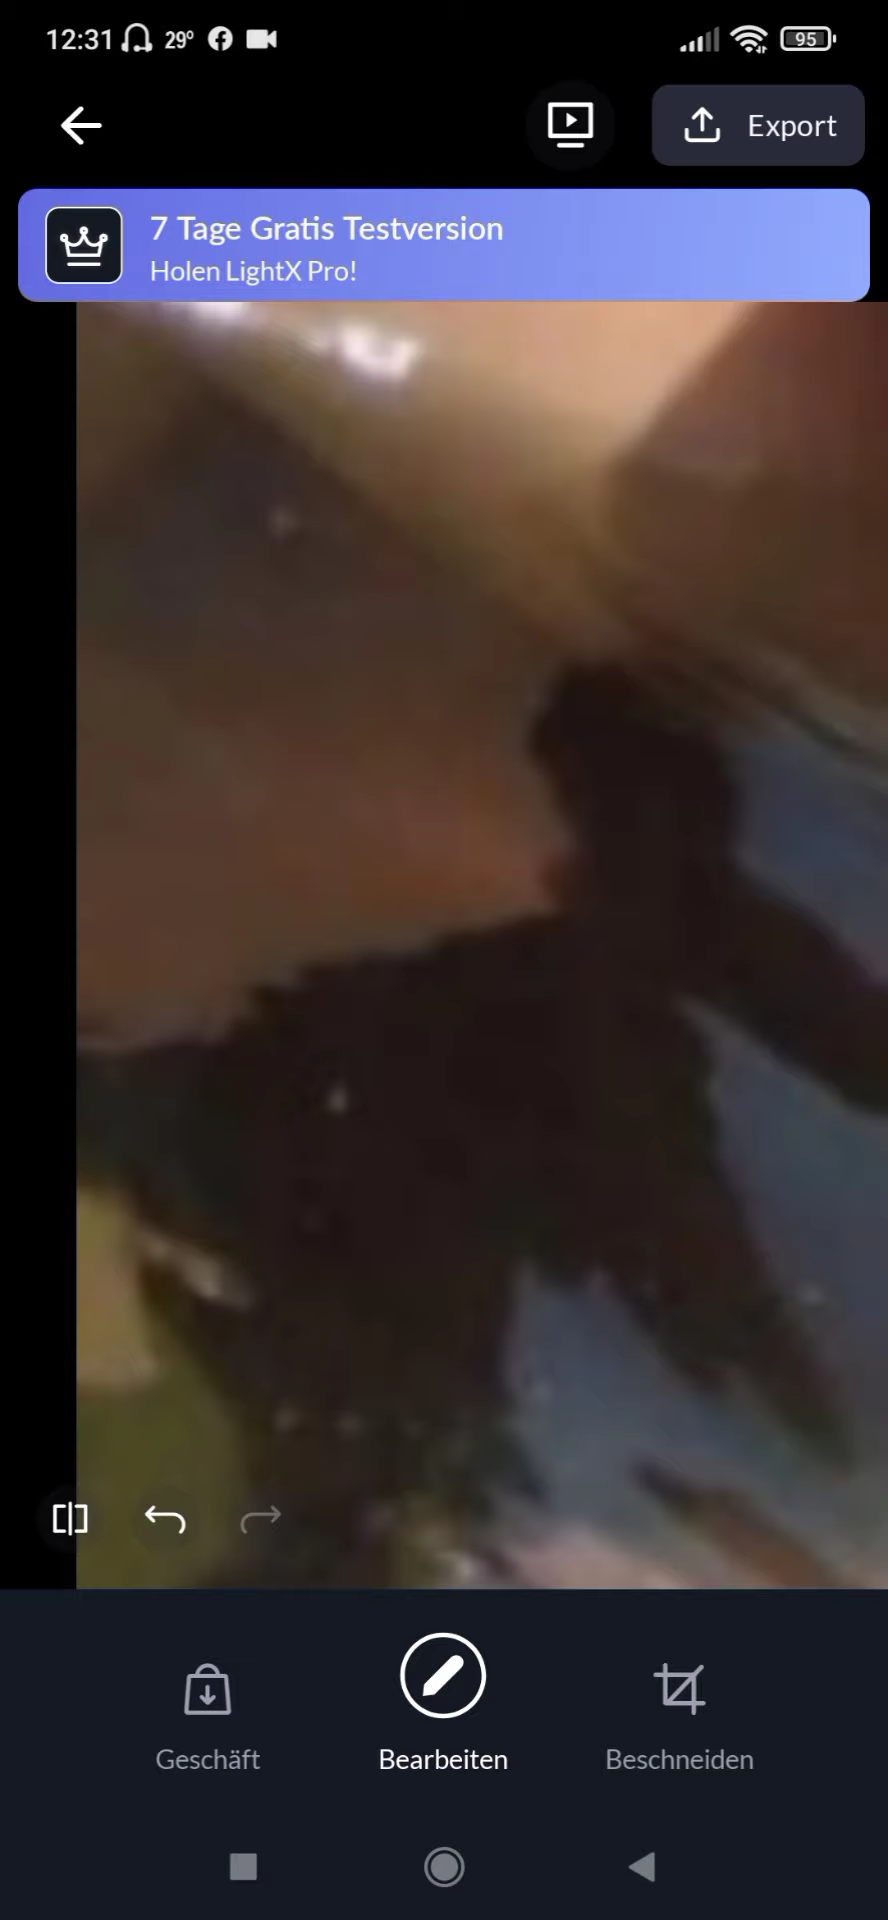 12:31 29° 95
Export
7 Tage Gratis Testversion
Holen LightX Pro!
Geschäft Bearbeiten Beschneiden